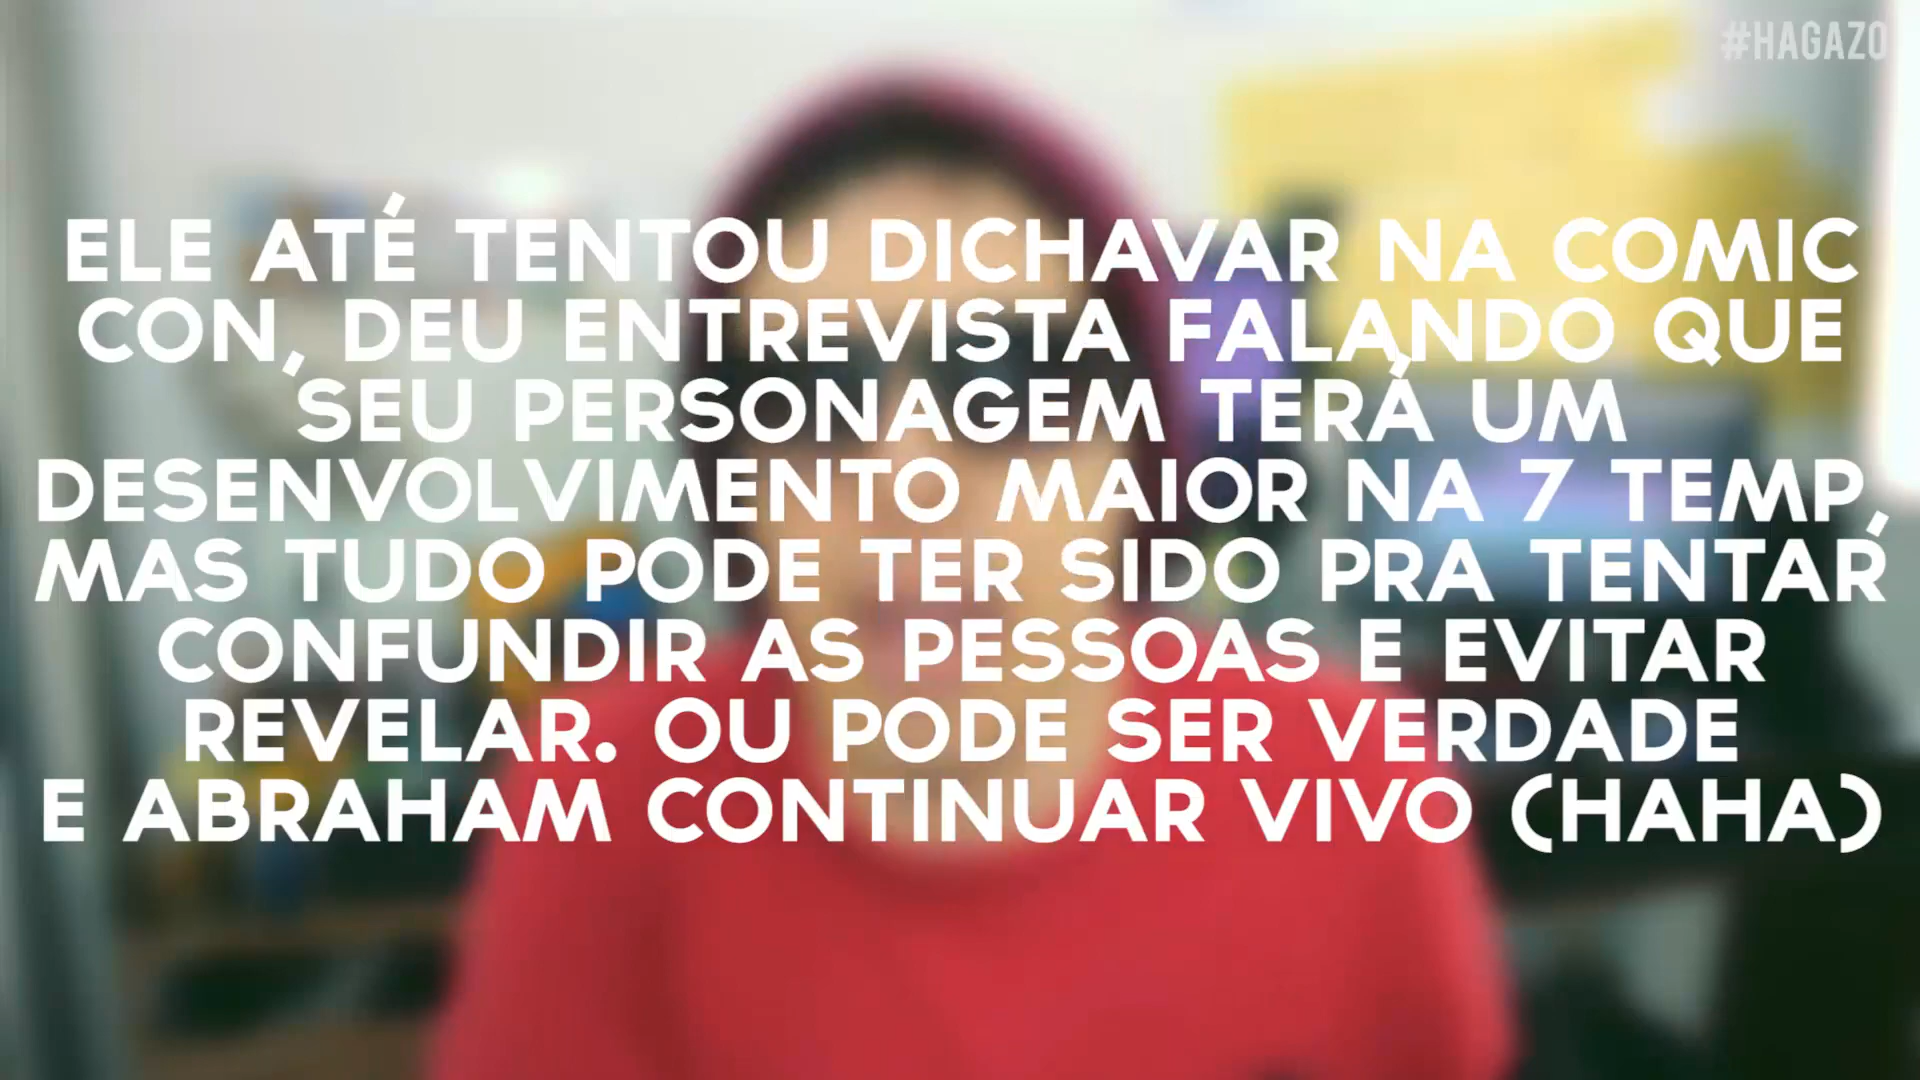 #HAGAZO
ELE ATÉ TENTOU DICHAVAR NA COMIC
CON, DEU ENTREVISTA FALANDO QUE
SEU PERSONAGEM TERÁ UM
DESENVOLVIMENTO MAIOR NA 7 TEMP,
MAS TUDO PODE TER SIDO PRA TENTAR
CONFUNDIR AS PESSOAS E EVITAR
REVELAR. OU PODE SER VERDADE
E ABRAHAM CONTINUAR VIVO (HAHA)